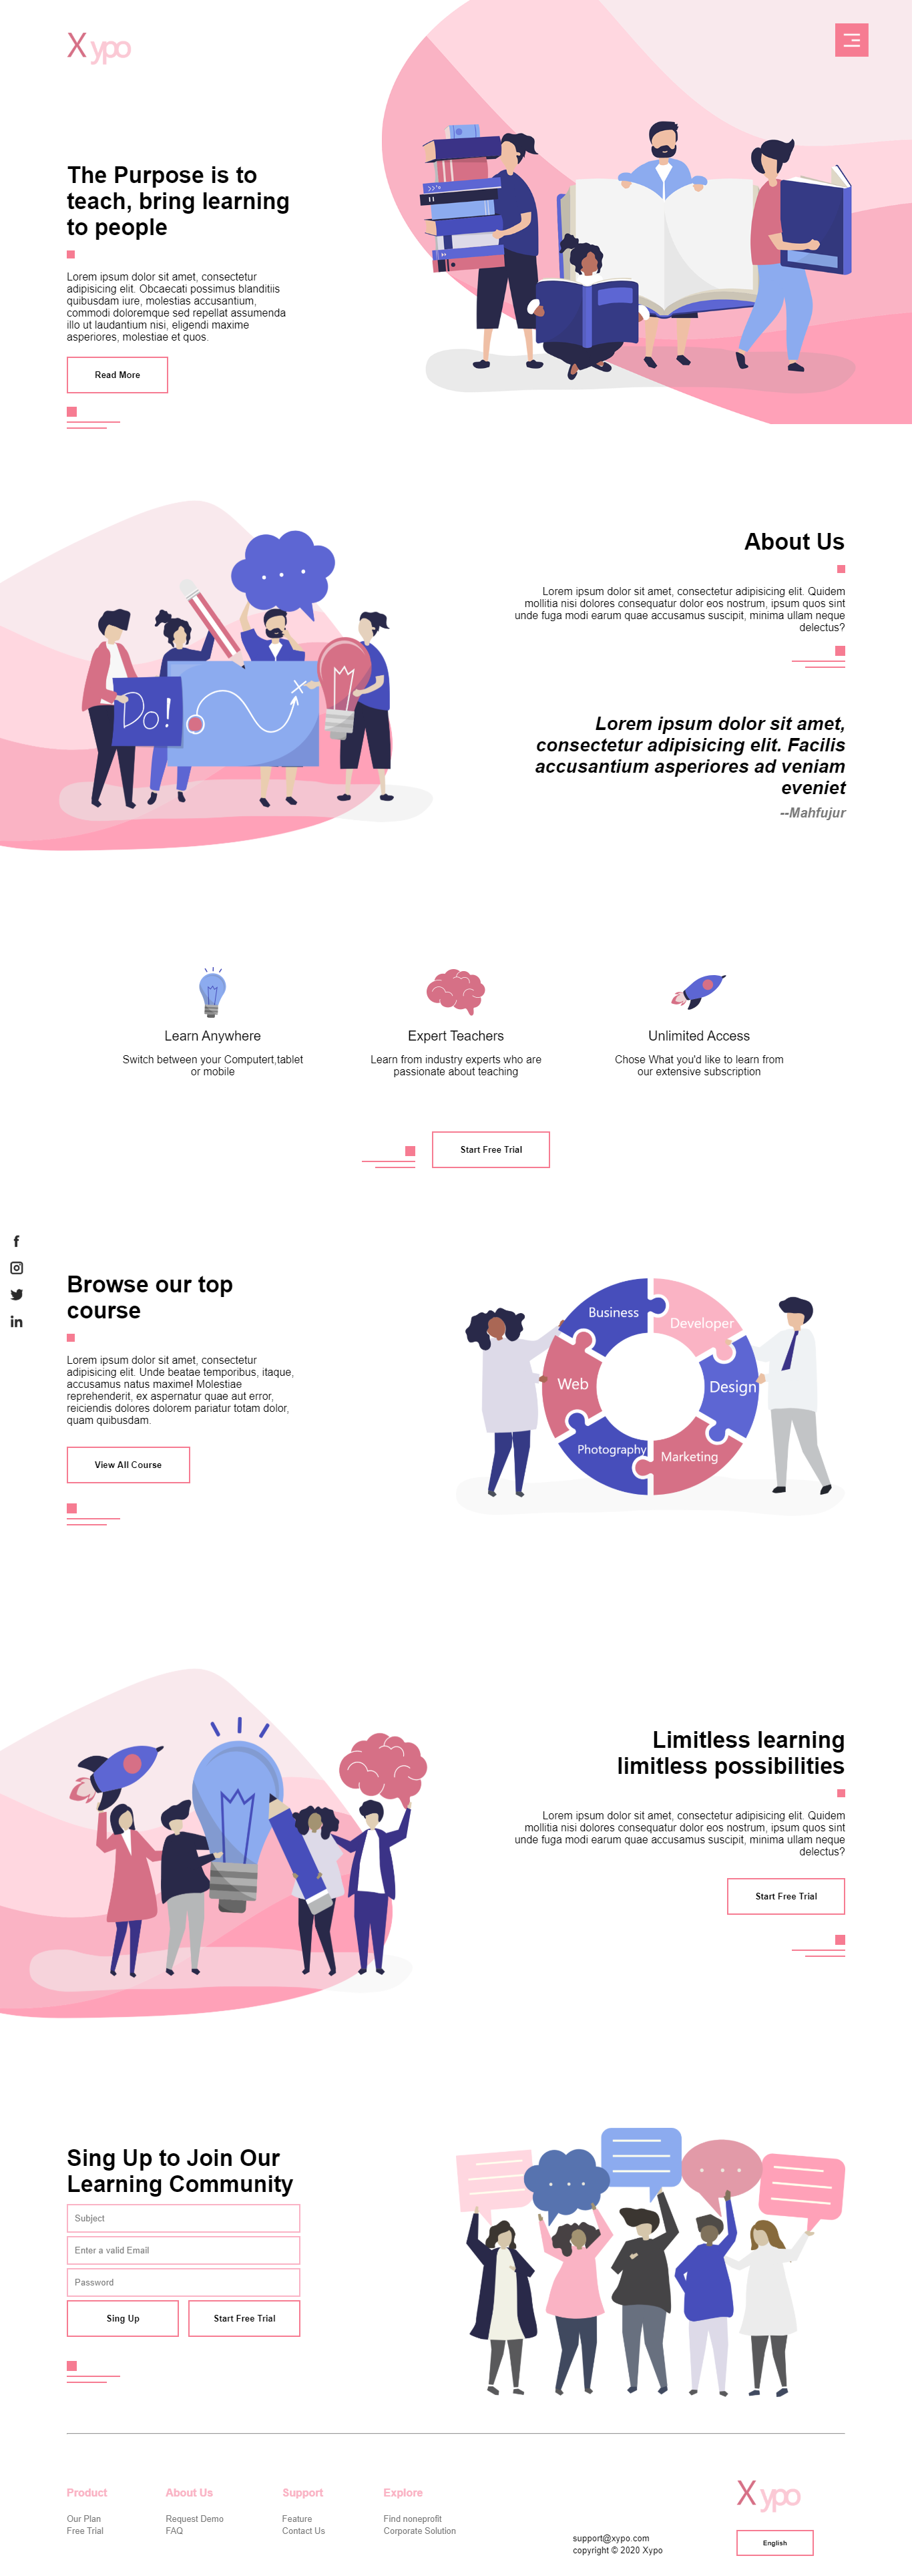 Xypo
The Purpose is to
teach, bring learning
to people
Lorem ipsum dolor sit amet, consectetur
adipisicing elit. Obcaecati possimus blanditiis
quibusdam iure, molestias accusantium,
commodi doloremque sed repellat assumenda
illo ut laudantium nisi, eligendi maxime
asperiores, molestiae et quos.
Read More
About Us
Lorem ipsum dolor sit amet, consectetur adipisicing elit. Quidem
mollitia nisi dolores consequatur dolor eos nostrum, ipsum quos sint
unde fuga modi earum quae accusamus suscipit, minima ullam neque
delectus?
Do!
Lorem ipsum dolor sit amet,
consectetur adipisicing elit. Facilis
accusantium asperiores ad veniam
eveniet
--Mahfujur
Learn Anywhere
Switch between your Computert,tablet
or mobile
Expert Teachers
Learn from industry experts who are
passionate about teaching
Unlimited Access
Chose What you'd like to learn from
our extensive subscription
Start Free Trial
Browse our top
course
Lorem ipsum dolor sit amet, consectetur
adipisicing elit. Unde beatae temporibus, itaque,
accusamus natus maxime! Molestiae
reprehenderit, ex aspernatur quae aut error,
reiciendis dolores dolorem pariatur totam dolor,
quam quibusdam.
View All Course
Business
Developer
Web
Design
Photography
Marketing
Limitless learning
limitless possibilities
Lorem ipsum dolor sit amet, consectetur adipisicing elit. Quidem
mollitia nisi dolores consequatur dolor eos nostrum, ipsum quos sint
unde fuga modi earum quae accusamus suscipit, minima ullam neque
delectus?
Start Free Trial
Sing Up to Join Our
Learning Community
Subject
Enter a valid Email
Password
Sing Up
Start Free Trial
Product
Our Plan
Free Trial
About Us
Request Demo
FAQ
Support
Feature
Contact Us
Explore
Find noneprofit
Corporate Solution
support@xypo.com
copyright © 2020 Xypo
Xypo
English